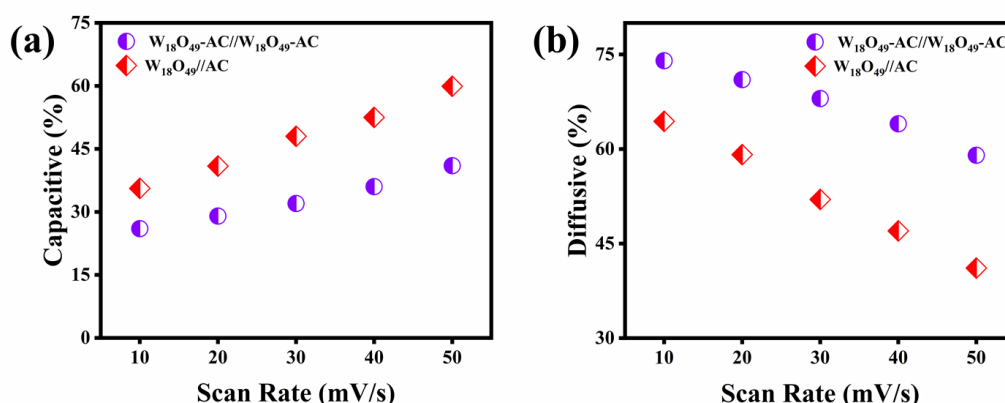 (a)
W₁₈O₄₉-AC//W₁₈O₄₉-AC
W₁₈O₄₉//AC
Capacitive (%)
75
60
45
30
15
0
10 20 30 40 50
Scan Rate (mV/s)
(b)
W₁₈O₄₉-AC//W₁₈O₄₉-AC
W₁₈O₄₉//AC
Diffusive (%)
75
60
45
30
10 20 30 40 50
Scan Rate (mV/s)